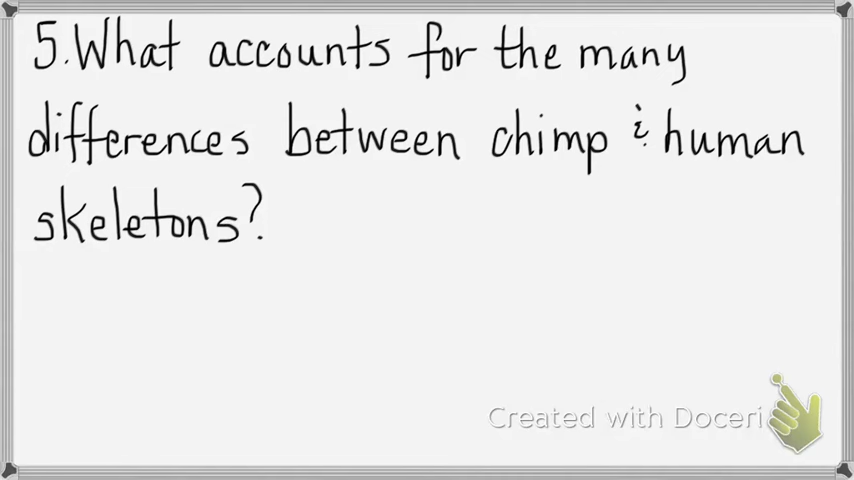 5. What accounts for the many
differences between chimp & human
skeletons?
Created with Doceri